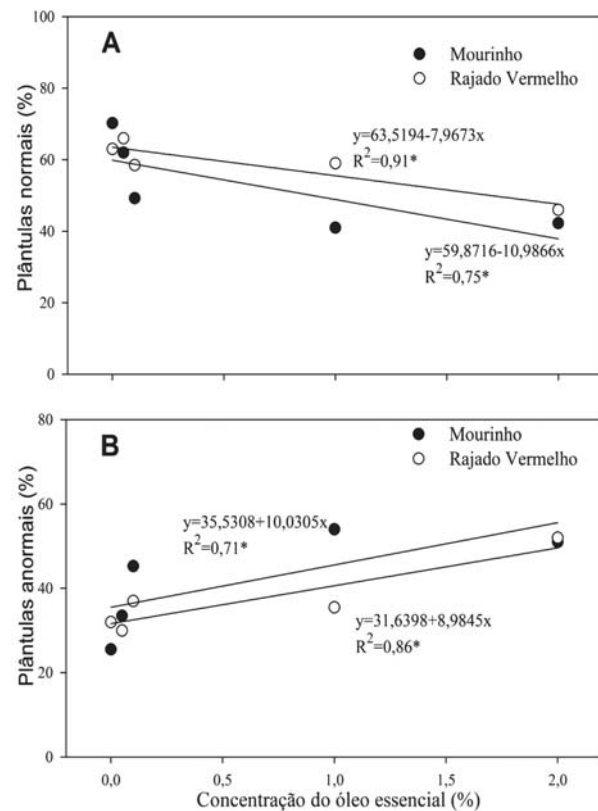 A
Mourinho
Rajado Vermelho
y=63,5194-7,9673x
R²=0,91*
y=59,8716-10,9866x
R²=0,75*
Plântulas normais (%)
100
80
60
40
20
0
B
Mourinho
Rajado Vermelho
y=35,5308+10,0305x
R²=0,71*
y=31,6398+8,9845x
R²=0,86*
Plântulas anormais (%)
80
60
40
20
0
0,0 0,5 1,0 1,5 2,0
Concentração do óleo essencial (%)